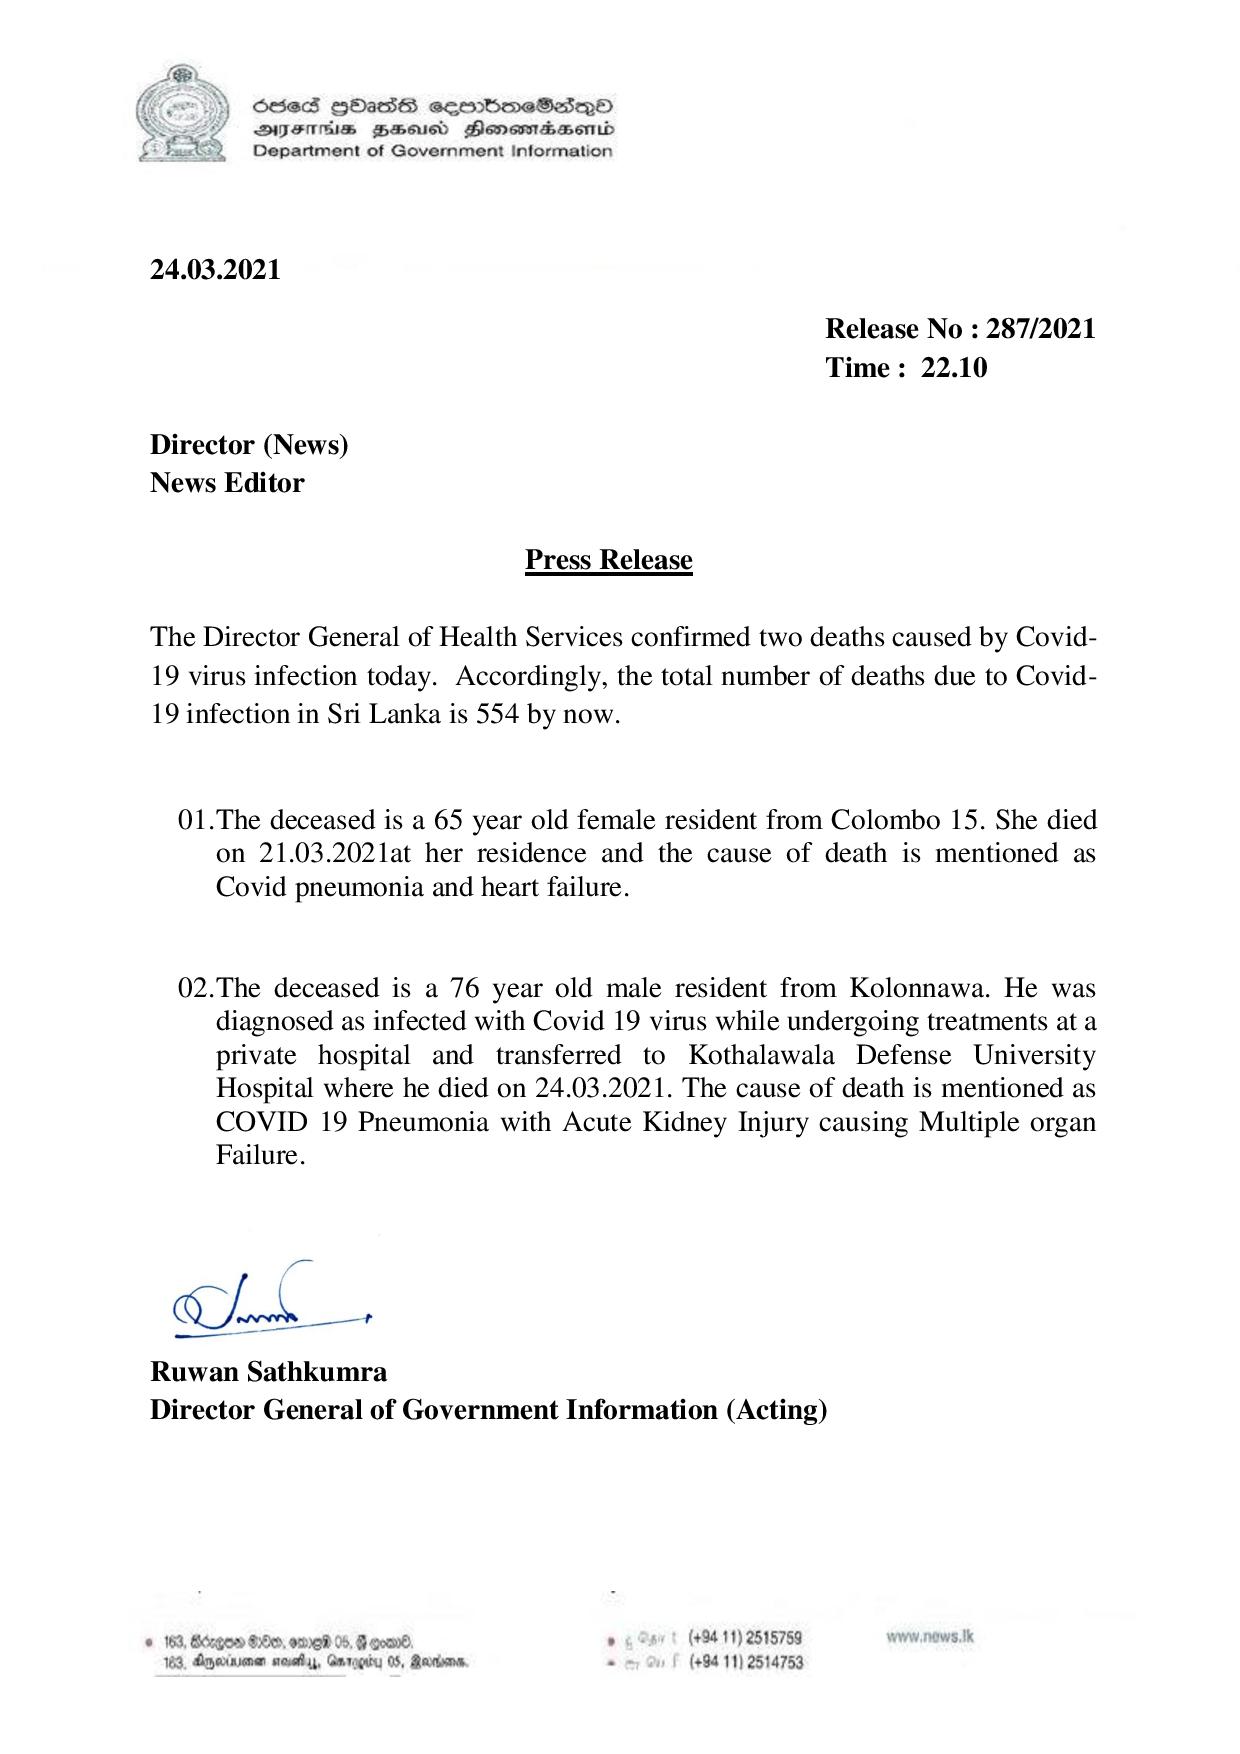 රජයේ ප්‍රවෘත්ති දෙපාර්තමේන්තුව
அரசாங்க தகவல் திணைக்களம்
Department of Government Information
24.03.2021
Release No : 287/2021
Time :  22.10
Director (News)
News Editor
Press Release
The Director General of Health Services confirmed two deaths caused by Covid-
19 virus infection today.  Accordingly, the total number of deaths due to Covid-
19 infection in Sri Lanka is 554 by now.
01.The deceased is a 65 year old female resident from Colombo 15. She died
on 21.03.2021at her residence and the cause of death is mentioned as
Covid pneumonia and heart failure.
02.The deceased is a 76 year old male resident from Kolonnawa. He was
diagnosed as infected with Covid 19 virus while undergoing treatments at a
private hospital and transferred to Kothalawala Defense University
Hospital where he died on 24.03.2021. The cause of death is mentioned as
COVID 19 Pneumonia with Acute Kidney Injury causing Multiple organ
Failure.
Ruwan Sathkumra
Director General of Government Information (Acting)
163, කිරුලපන මාවත, කොළඹ 05, ශ්‍රී ලංකාව.
163, கிருலப்பனை எவனியூ, கொழும்பு 05, இலங்கை.
(+94 11) 2515759
(+94 11) 2514753
www.news.lk